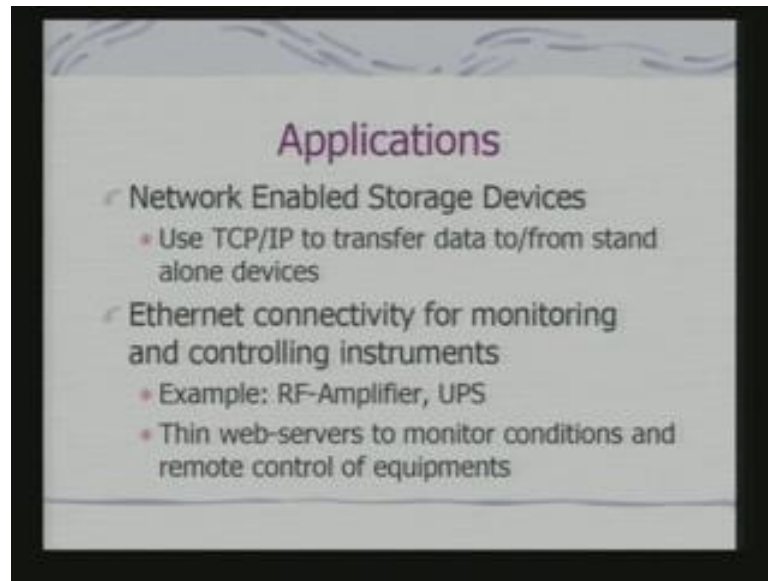 Applications
Network Enabled Storage Devices
Use TCP/IP to transfer data to/from stand
alone devices
Ethernet connectivity for monitoring
and controlling instruments
Example: RF-Amplifier, UPS
Thin web-servers to monitor conditions and
remote control of equipments